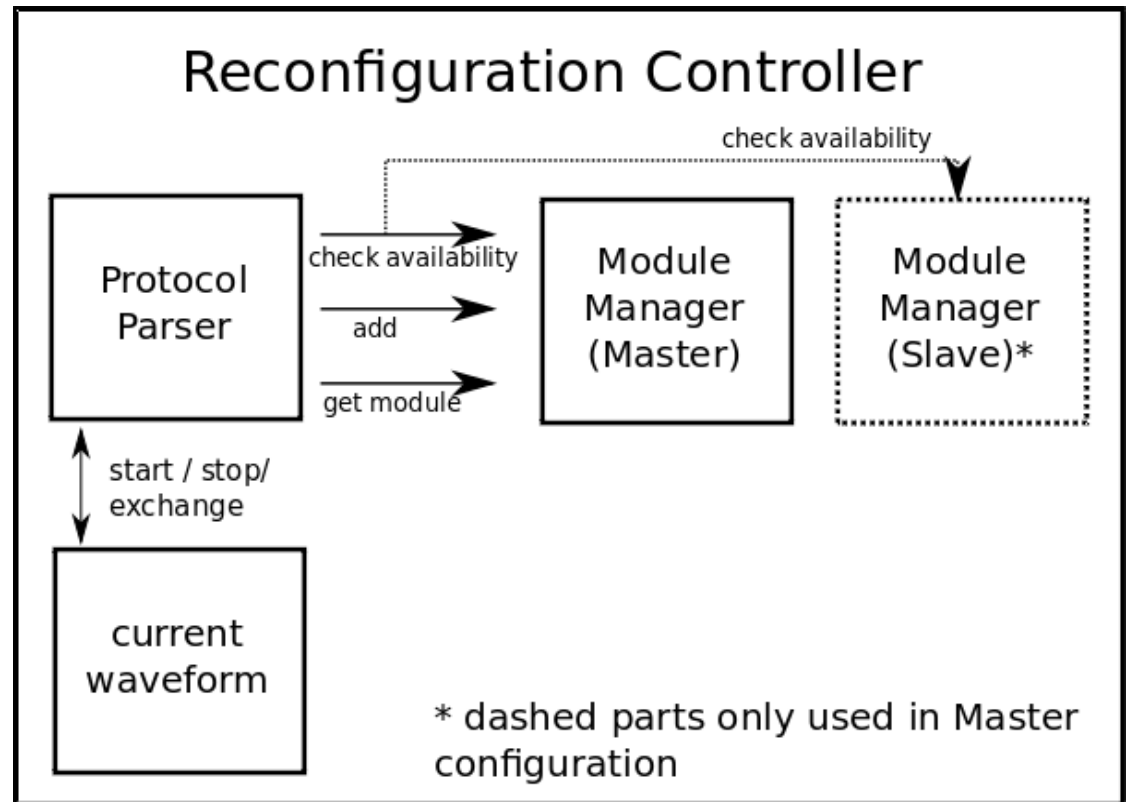 Reconfiguration Controller
check availability
Protocol
Parser
check availability
add
get module
Module
Manager
(Master)
Module
Manager
(Slave)*
start / stop/
exchange
current
waveform
* dashed parts only used in Master
configuration